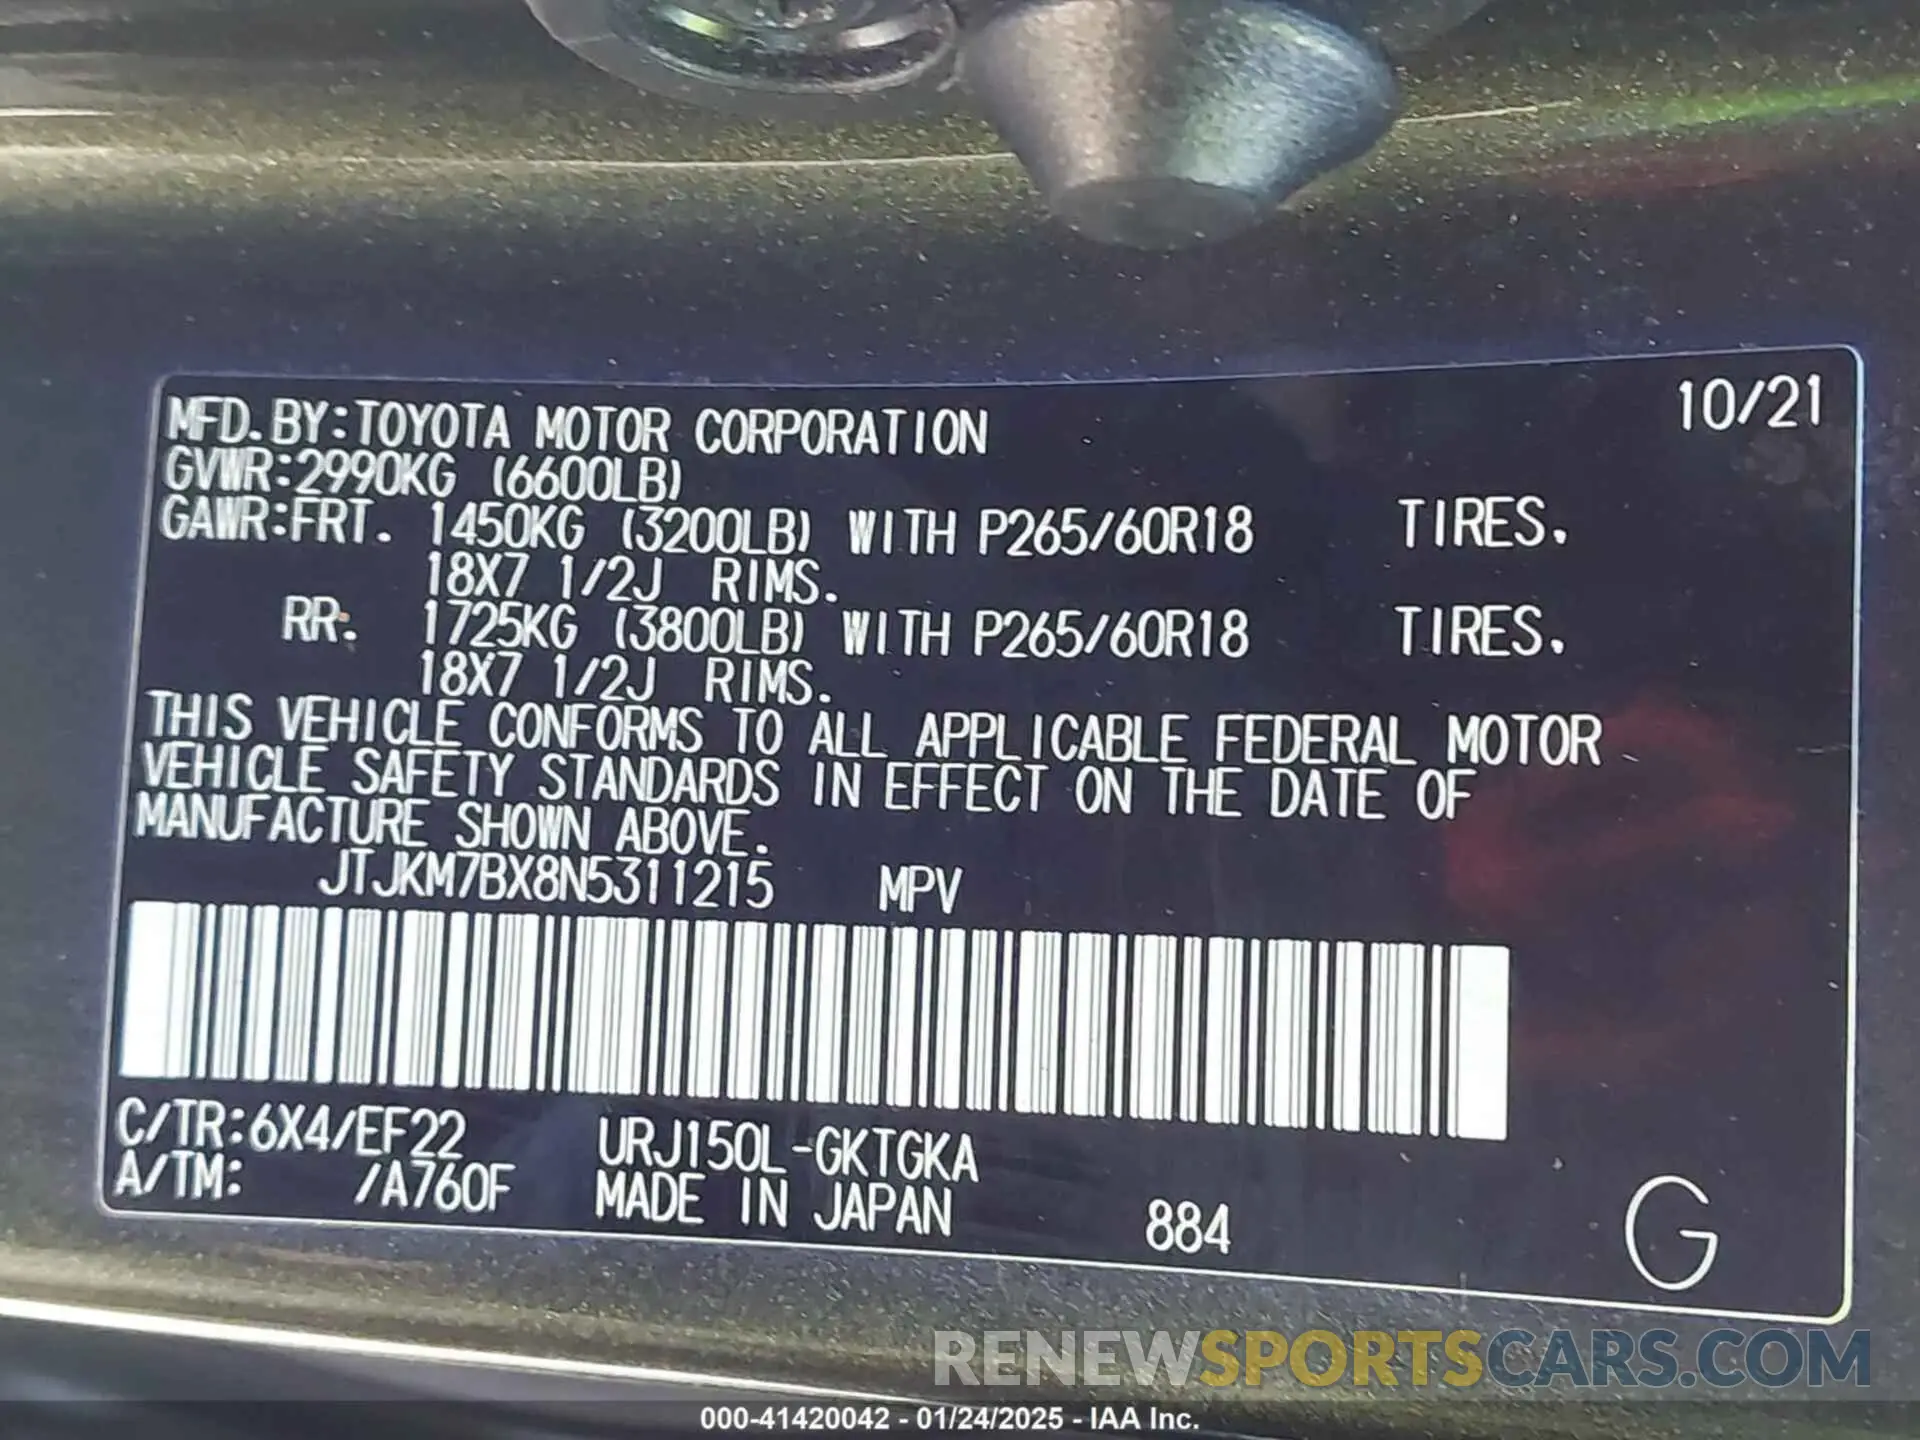 10/21
MFD.BY:TOYOTA MOTOR CORPORATION
GVWR:2990KG (6600LB)
GAWR:FRT. 1450KG (3200LB) WITH P265/60R18 TIRES.
18X7 1/2J RIMS.
RR. 1725KG (3800LB) WITH P265/60R18 TIRES.
18X7 1/2J RIMS.
THIS VEHICLE CONFORMS TO ALL APPLICABLE FEDERAL MOTOR
VEHICLE SAFETY STANDARDS IN EFFECT ON THE DATE OF
MANUFACTURE SHOWN ABOVE.
JTJKM7BX8N5311215 MPV
C/TR:6X4/EF22 URJ150L-GKTGKA
A/TM: /A760F MADE IN JAPAN 884 G
RENEWSPORTSCARS.COM
000-41420042 - 01/24/2025 - IAA Inc.